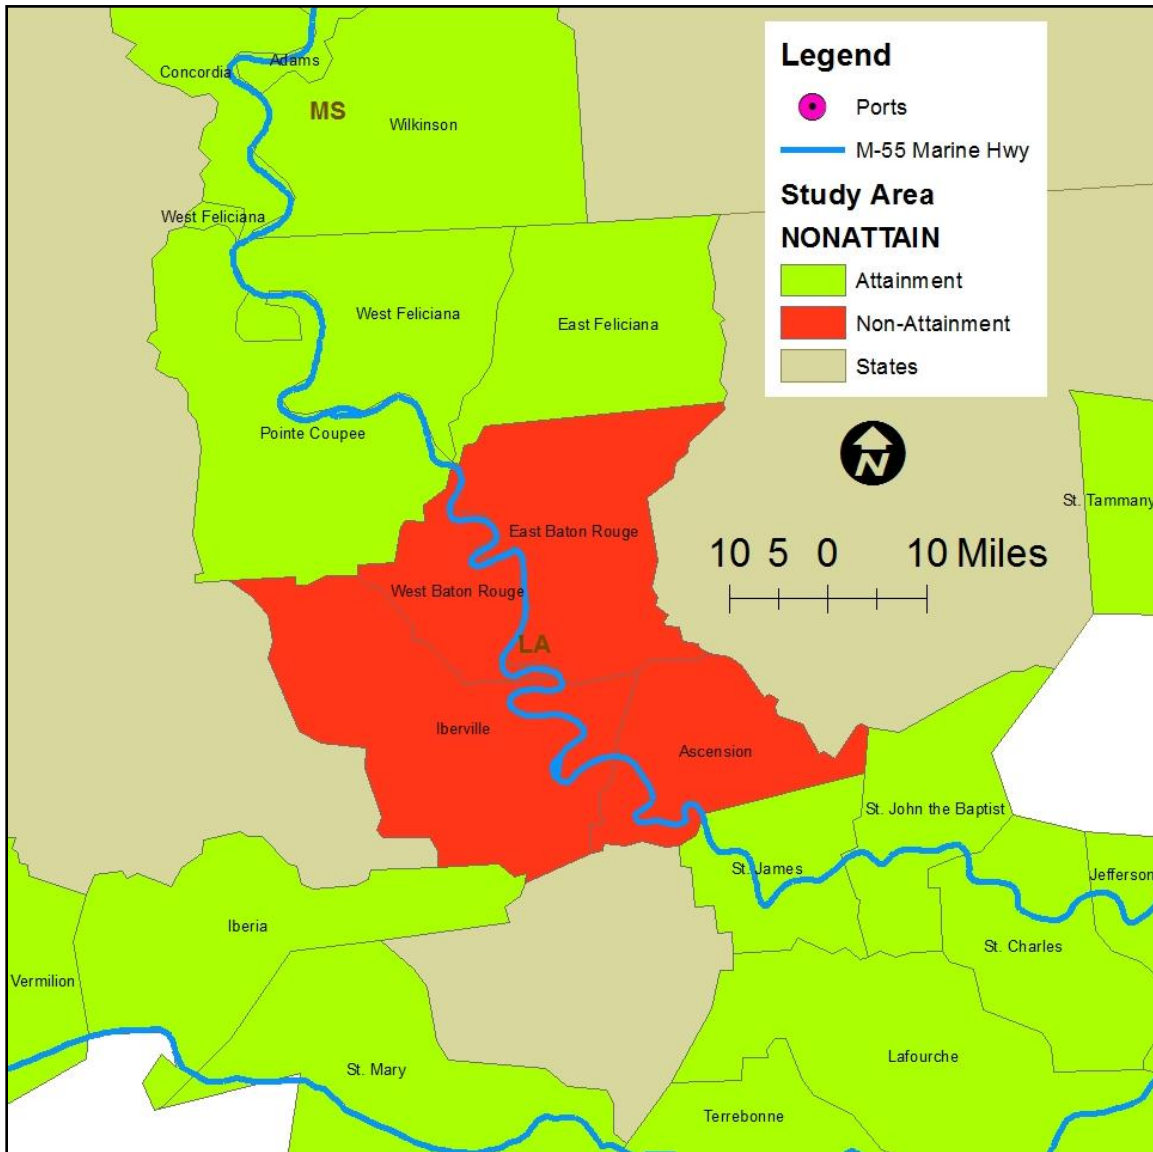 Legend
Ports
M-55 Marine Hwy
Study Area
NONATTAIN
Attainment
Non-Attainment
States
Adams
Concordia
MS
Wilkinson
West Feliciana
West Feliciana
East Feliciana
Pointe Coupee
N
St. Tammany
East Baton Rouge
10 5 0 10 Miles
West Baton Rouge
LA
Iberville
Ascension
St. John the Baptist
St. James
Jefferson
Iberia
St. Charles
Vermilion
Lafourche
St. Mary
Terrebonne